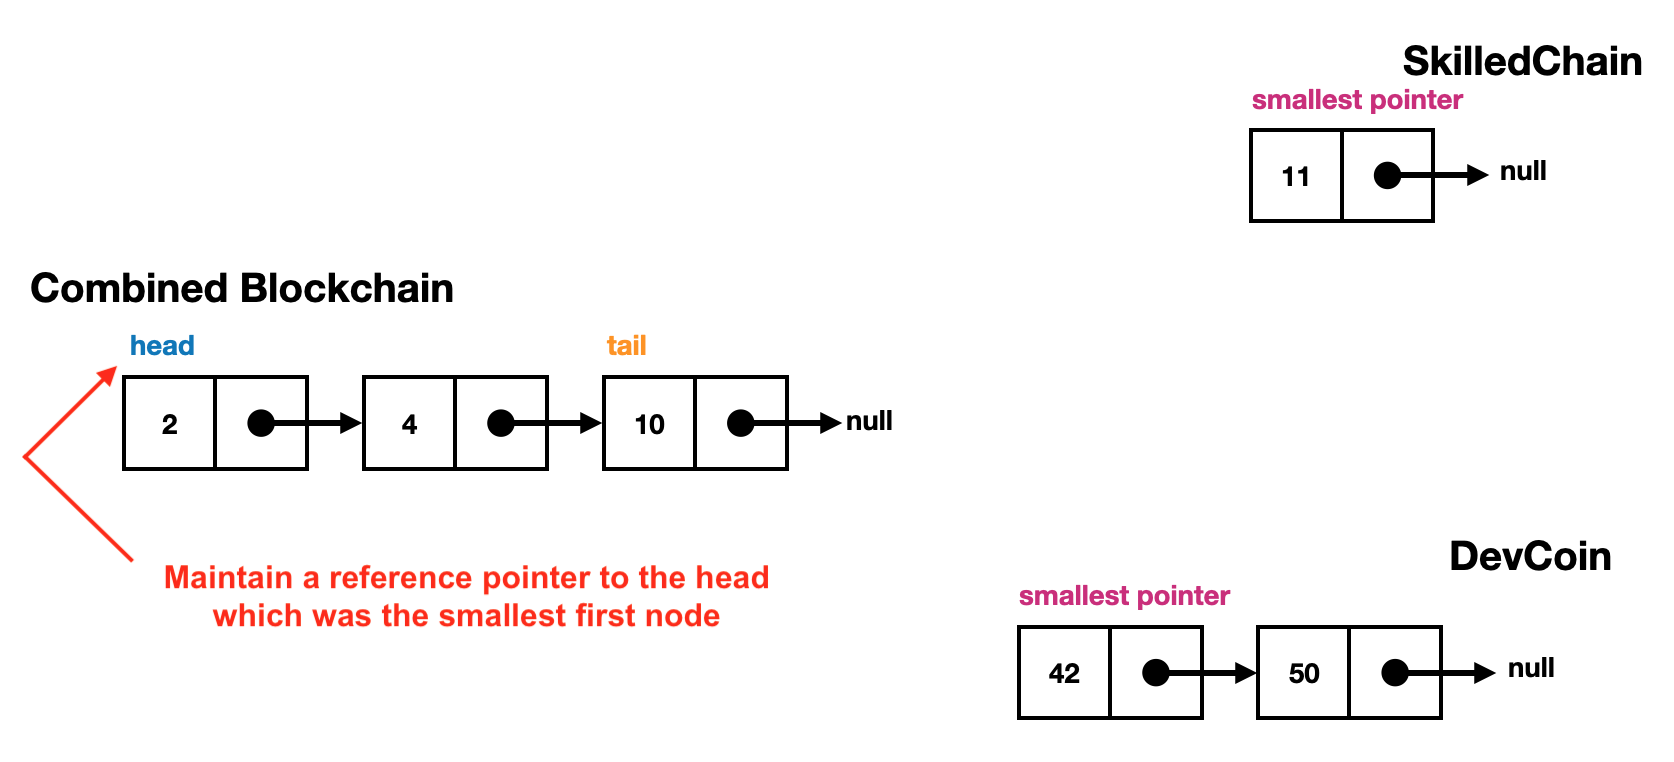 SkilledChain
smallest pointer
11
null
Combined Blockchain
head
tail
2
4
10
null
Maintain a reference pointer to the head
which was the smallest first node
DevCoin
smallest pointer
42
50
null